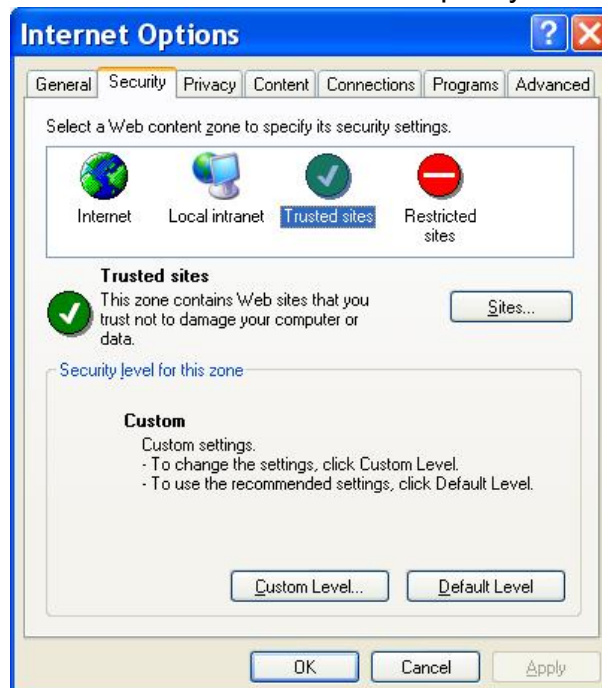 Internet Options
General Security Privacy Content Connections Programs Advanced
Select a Web content zone to specify its security settings.
Internet Local intranet Trusted sites Restricted
sites
Trusted sites
This zone contains Web sites that you
trust not to damage your computer or
data.
Sites...
Security level for this zone
Custom
Custom settings.
- To change the settings, click Custom Level.
- To use the recommended settings, click Default Level.
Custom Level... Default Level
OK Cancel Apply